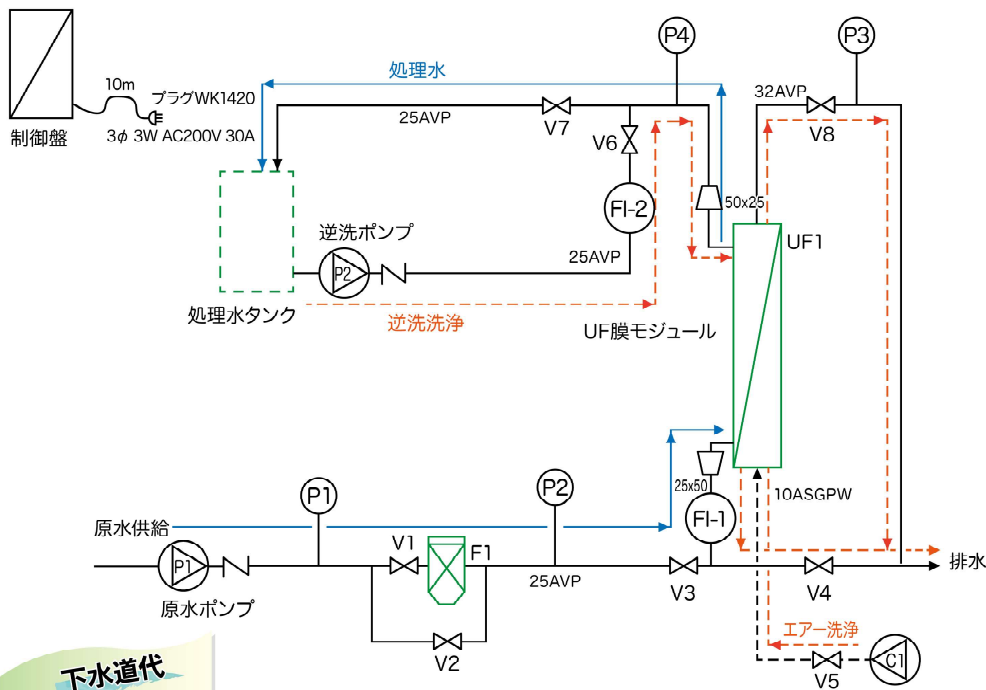 P4
P3
処理水
10m
プラグWK1420
3φ 3W AC200V 30A
制御盤
25AVP
V7
V6
32AVP
V8
FI-2
50x25
UF1
逆洗ポンプ
P2
25AVP
処理水タンク
逆洗洗浄
UF膜モジュール
P1
P2
25x50
10ASGPW
FI-1
原水供給
V1
F1
P1
25AVP
V3
V4
排水
原水ポンプ
V2
エアー洗浄
V5
C1
下水道代